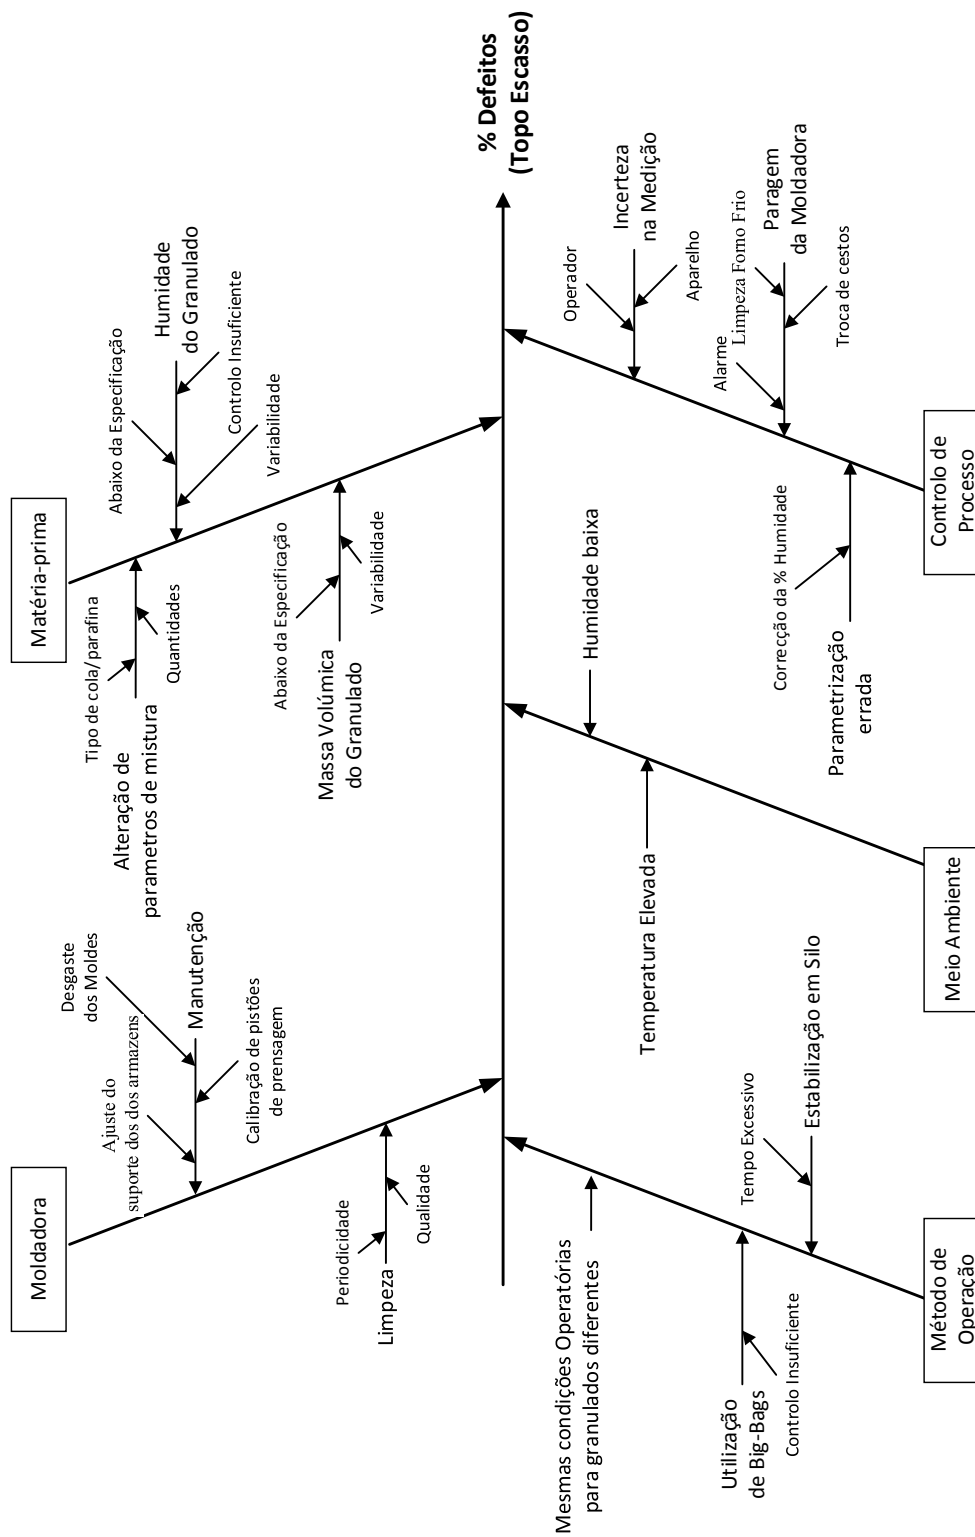 Moldadora
Desgaste
dos Moldes
Ajuste do
suporte dos dos armazens
Manutenção
Calibração de pistões
de prensagem
Periodicidade
Limpeza
Qualidade
Matéria-prima
Tipo de cola/parafina
Alteração de
parametros de mistura
Quantidades
Abaixo da Especificação
Humidade
do Granulado
Controlo Insuficiente
Variabilidade
Abaixo da Especificação
Massa Volúmica
do Granulado
Variabilidade
% Defeitos
(Topo Escasso)
Mesmas condições Operatórias
para granulados diferentes
Utilização
de Big-Bags
Controlo Insuficiente
Tempo Excessivo
Estabilização em Silo
Método de
Operação
Humidade baixa
Temperatura Elevada
Meio Ambiente
Operador
Incerteza
na Medição
Aparelho
Alarme
Limpeza Forno Frio
Paragem
da Moldadora
Troca de cestos
Correcção da % Humidade
Parametrização
errada
Controlo de
Processo